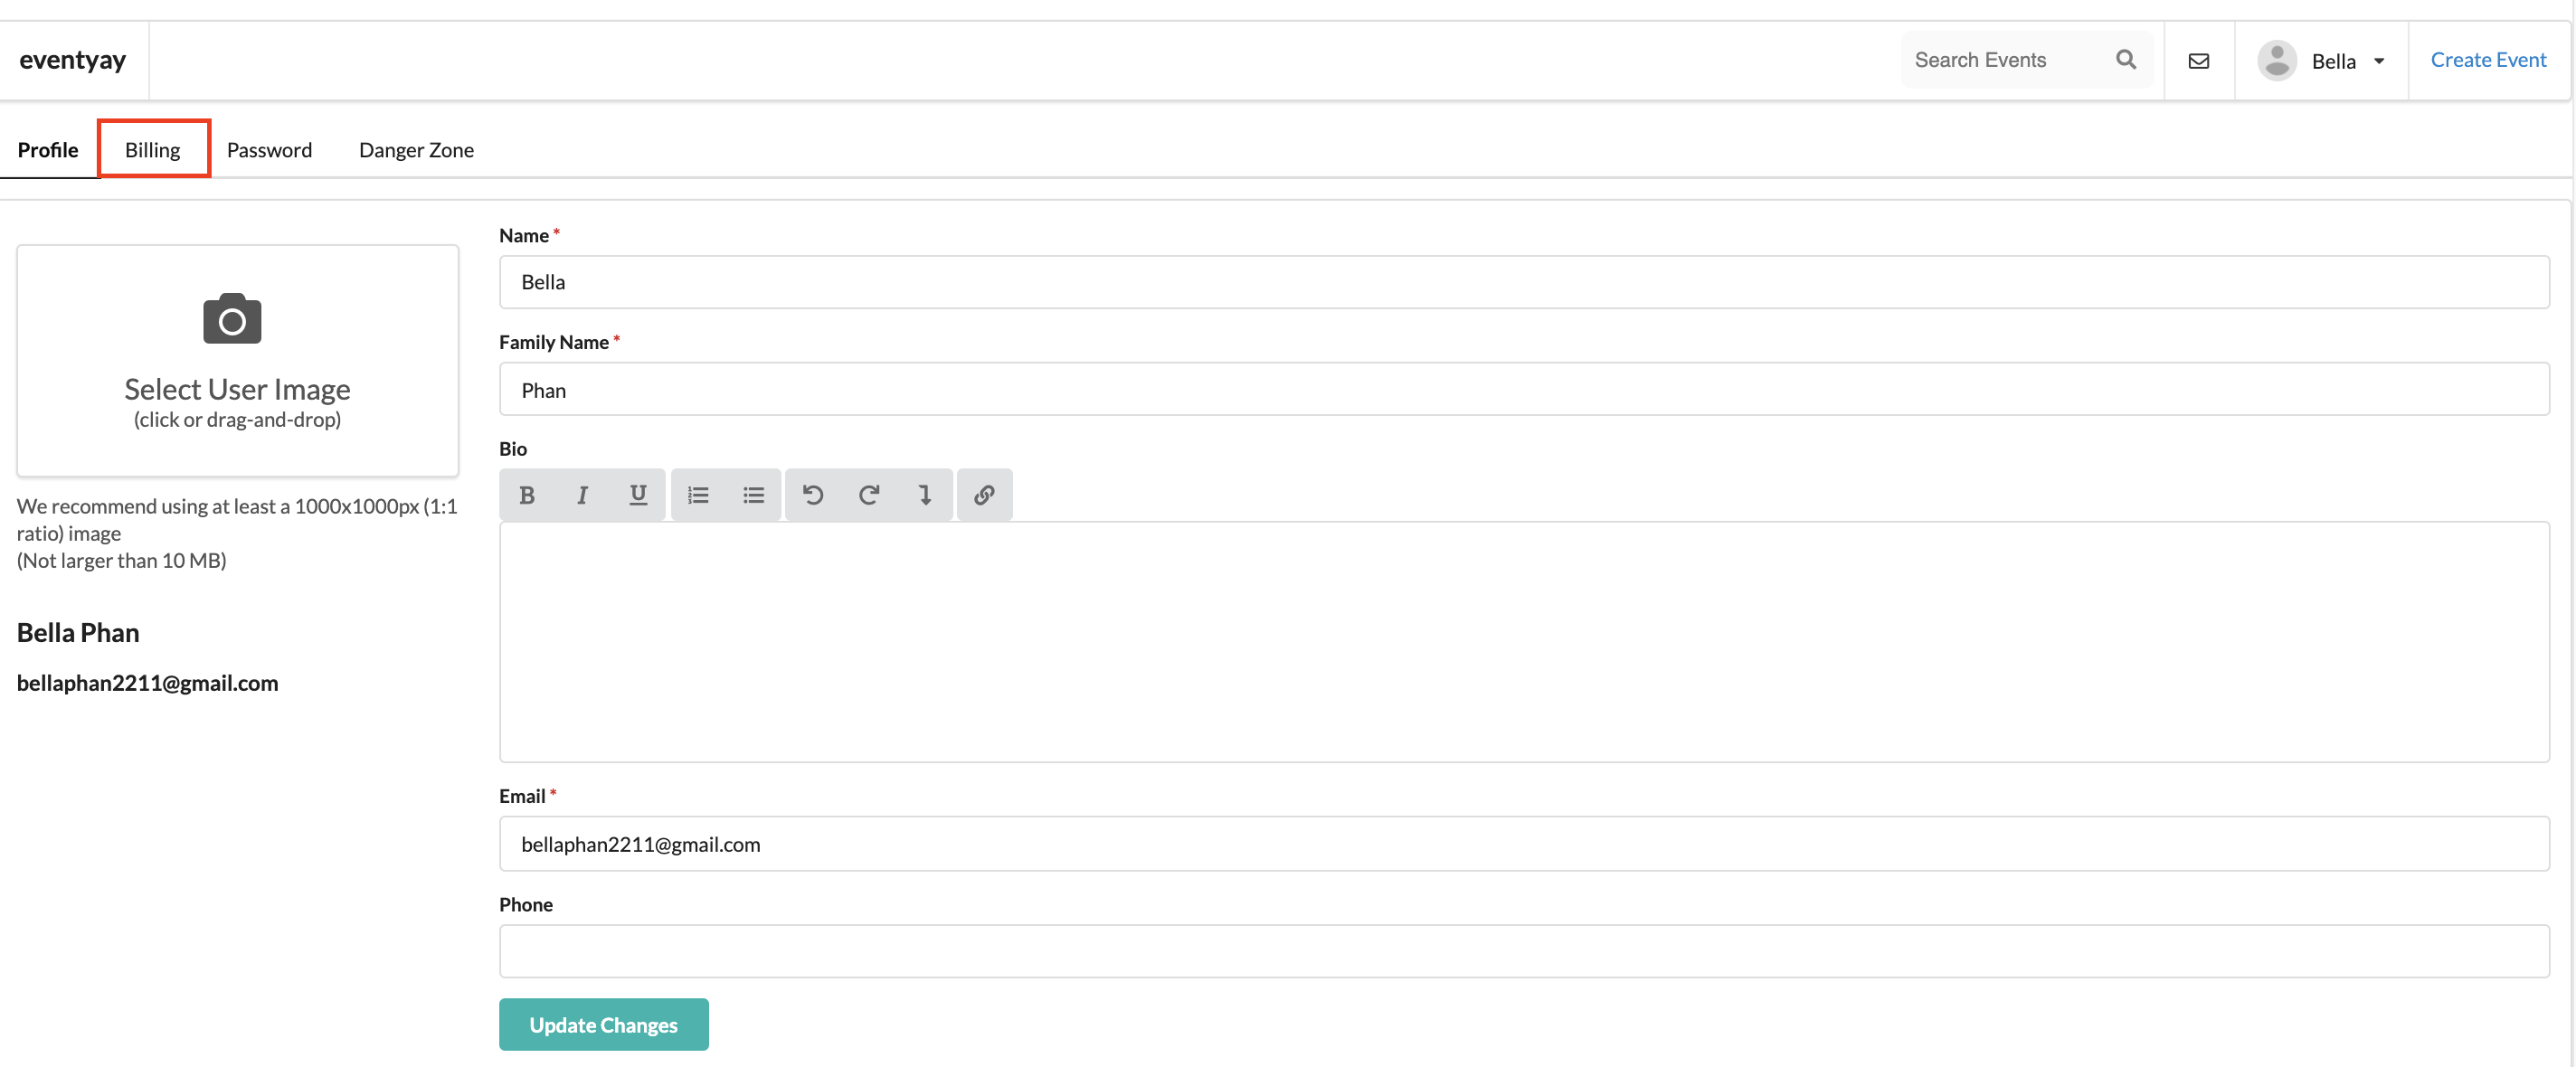 eventyay
Search Events
Bella
Create Event
Profile
Billing
Password
Danger Zone
Select User Image
(click or drag-and-drop)
We recommend using at least a 1000x1000px (1:1
ratio) image
(Not larger than 10 MB)
Bella Phan
bellaphan2211@gmail.com
Name *
Bella
Family Name *
Phan
Bio
Email *
bellaphan2211@gmail.com
Phone
Update Changes